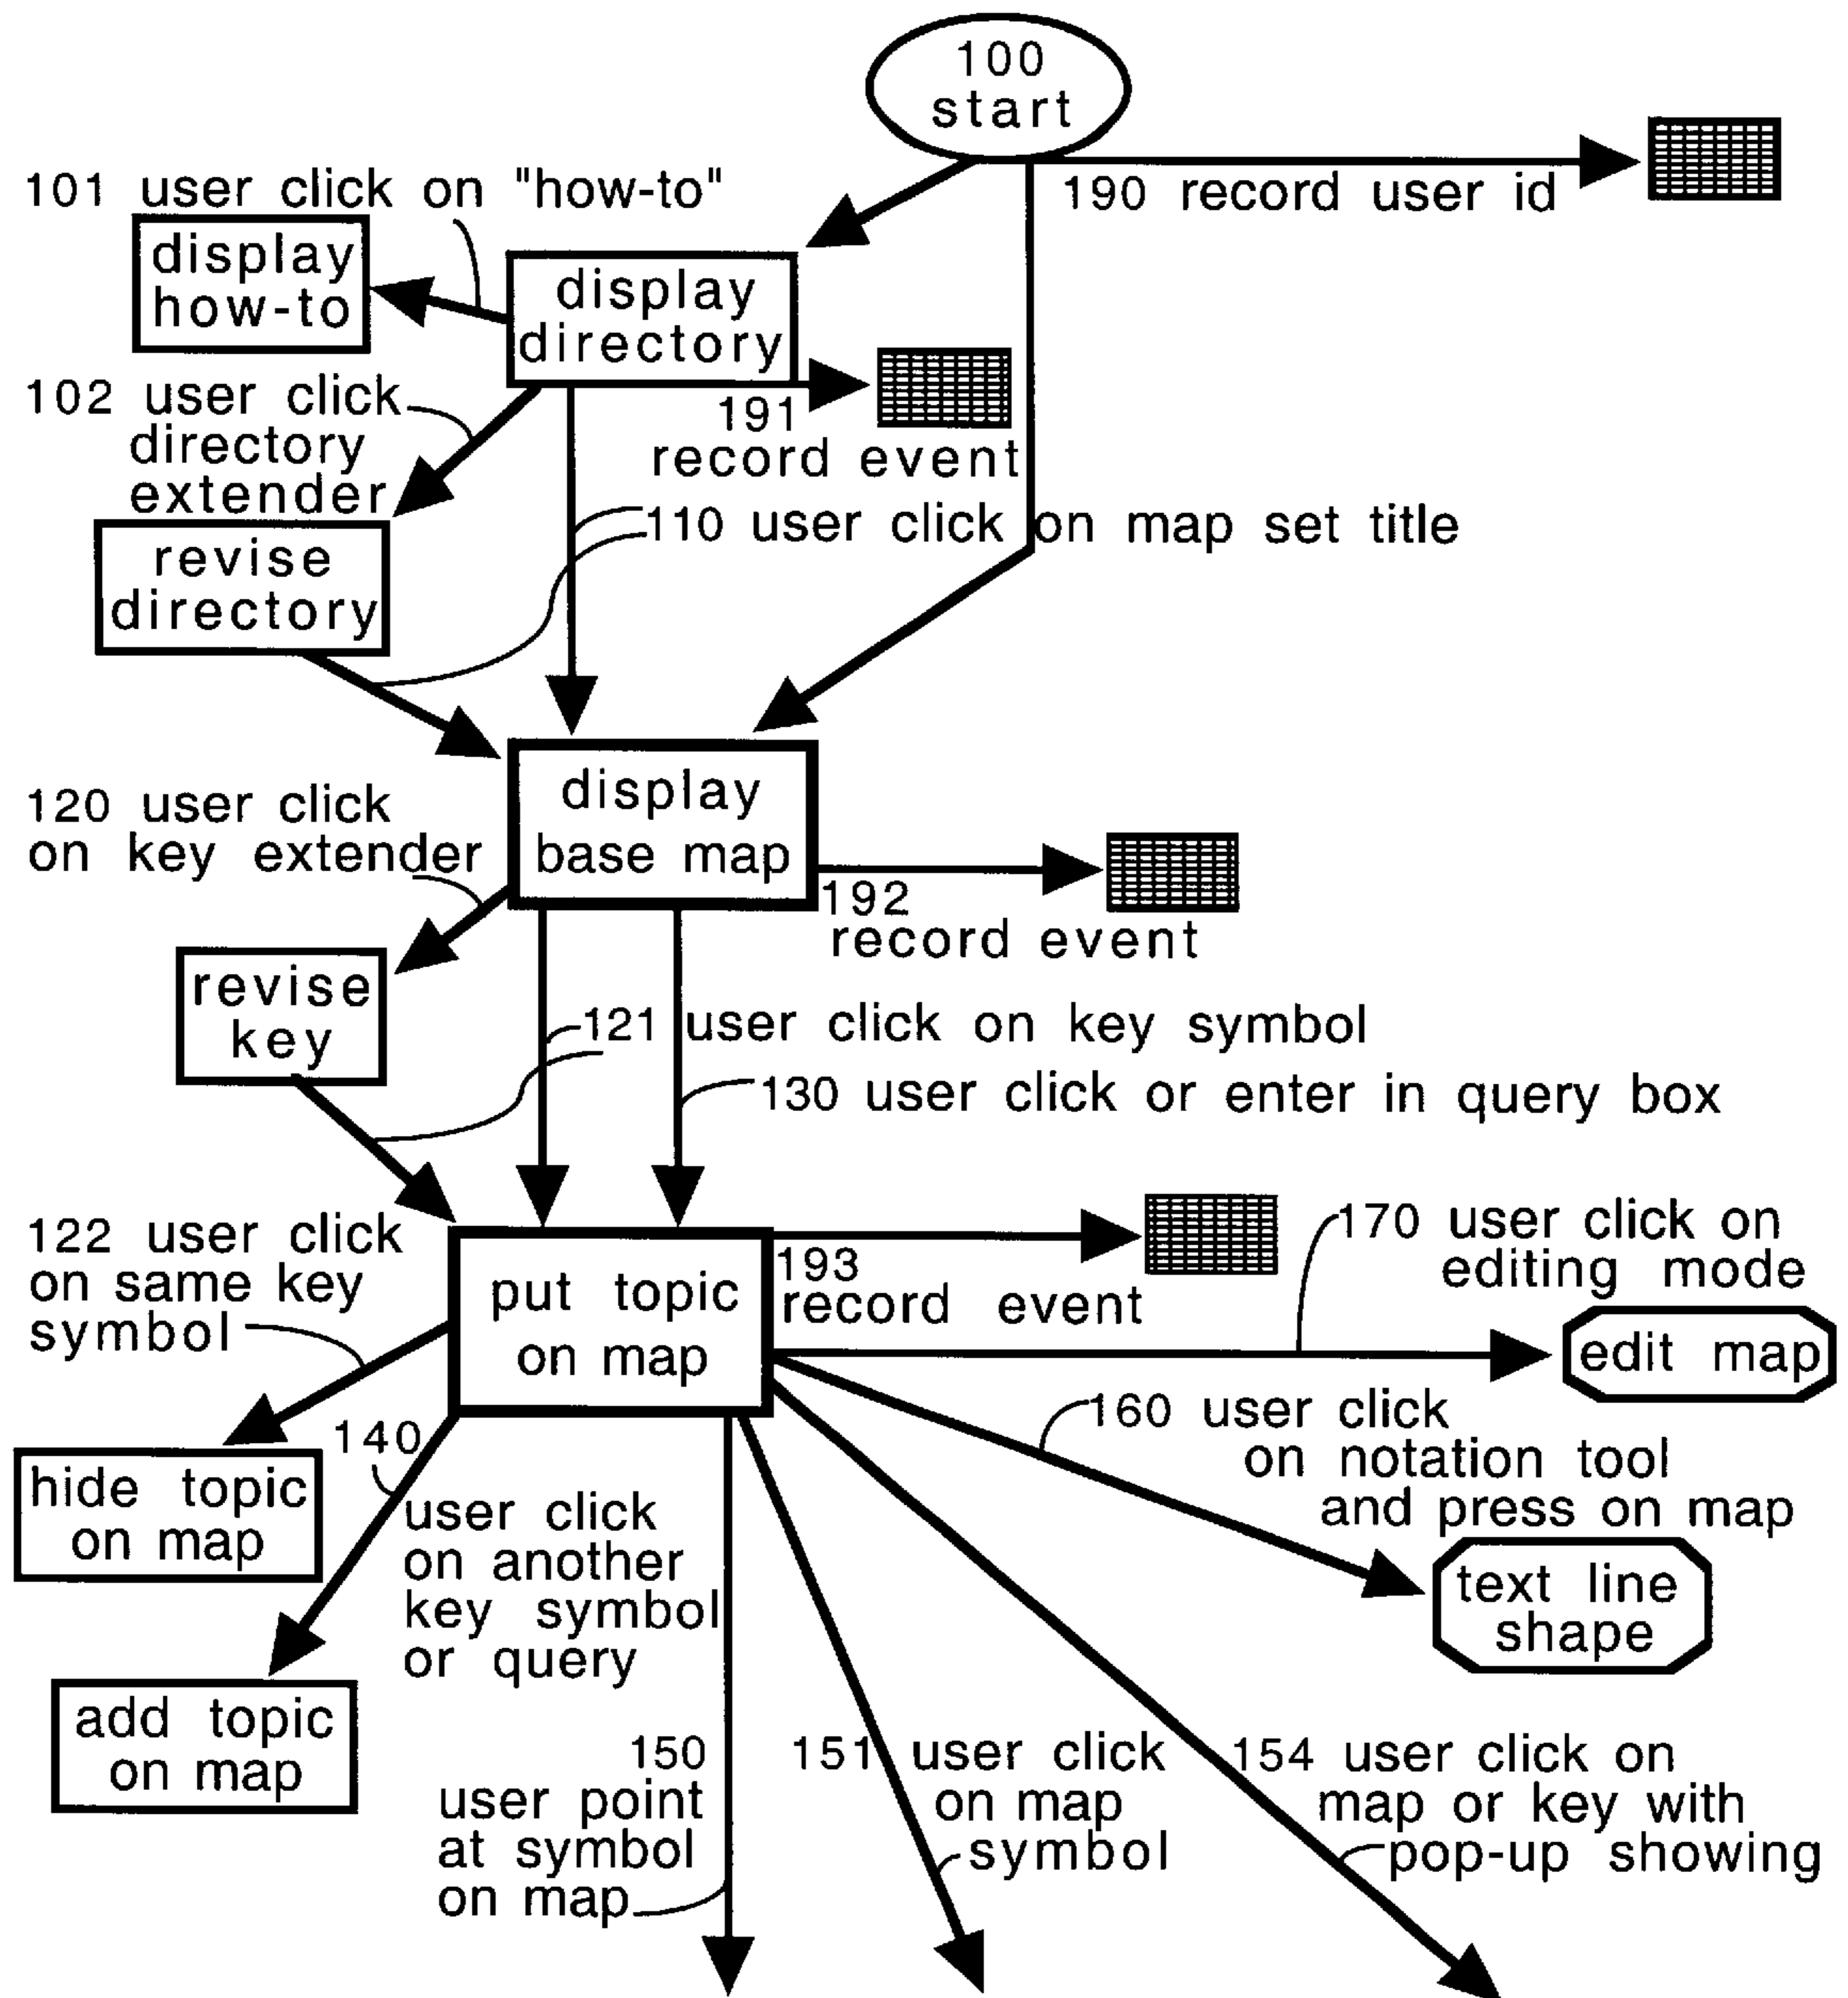 100
start
190 record user id
101 user click on "how-to"
display
how-to
display
directory
191
record event
102 user click
directory
extender
110 user click on map set title
revise
directory
display
base map
120 user click
on key extender
192
record event
revise
key
121 user click on key symbol
130 user click or enter in query box
122 user click
on same key
symbol
put topic
on map
193
record event
170 user click on
editing mode
edit map
160 user click
on notation tool
and press on map
text line
shape
hide topic
on map
140
user click
on another
key symbol
or query
add topic
on map
150
user point
at symbol
on map
151 user click
on map
symbol
154 user click on
map or key with
pop-up showing